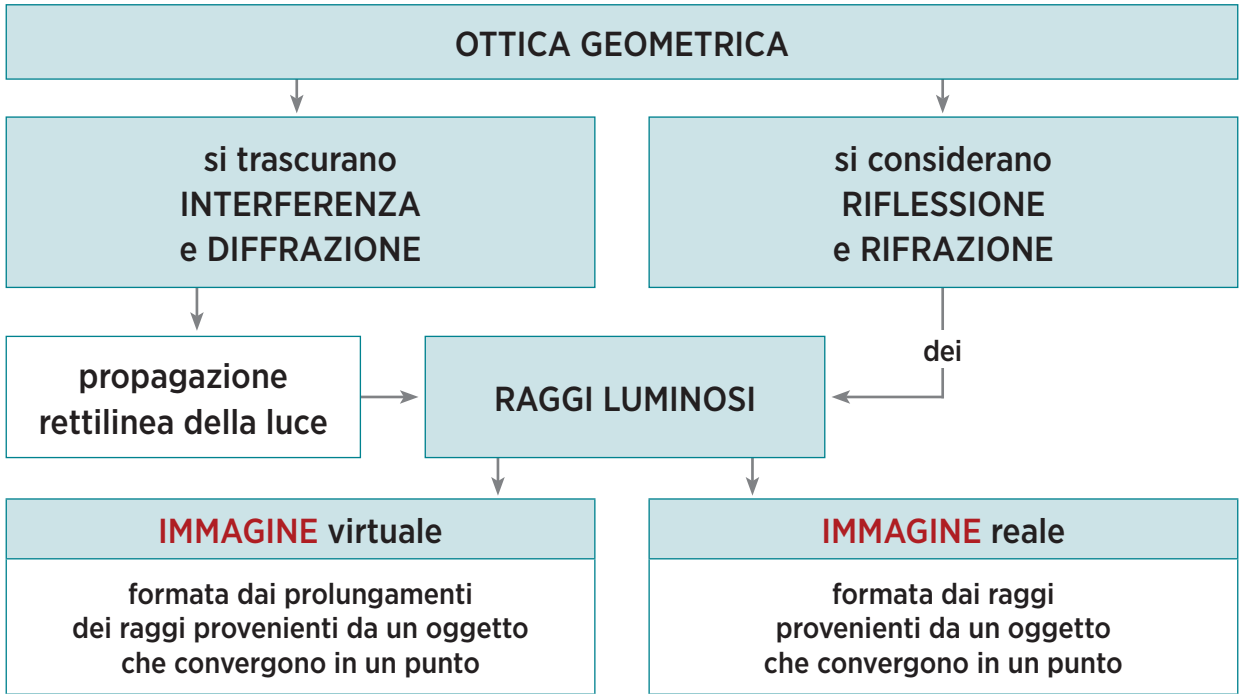 OTTICA GEOMETRICA
si trascurano
INTERFERENZA
e DIFFRAZIONE
si considerano
RIFLESSIONE
e RIFRAZIONE
propagazione
rettilinea della luce
RAGGI LUMINOSI
dei
IMMAGINE virtuale
formata dai prolungamenti
dei raggi provenienti da un oggetto
che convergono in un punto
IMMAGINE reale
formata dai raggi
provenienti da un oggetto
che convergono in un punto